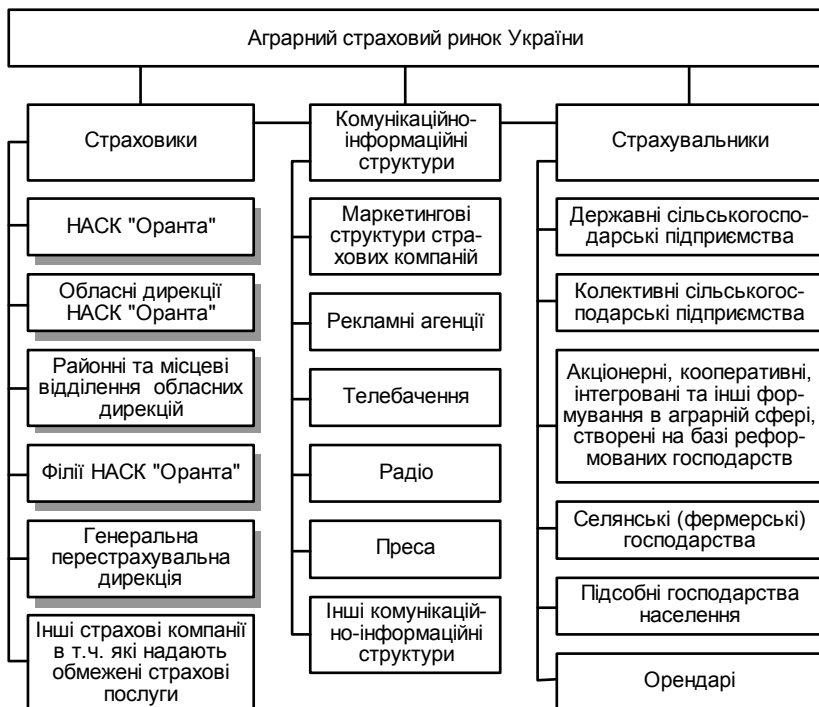 Аграрний страховий ринок України
Страховики
НАСК "Оранта"
Обласні дирекції
НАСК "Оранта"
Районні та місцеві
відділення обласних
дирекцій
Філії НАСК "Оранта"
Генеральна
перестрахувальна
дирекція
Інші страхові компанії
в т.ч. які надають
обмежені страхові
послуги
Комунікаційно-
інформаційні
структури
Маркетингові
структури стра-
хових компаній
Рекламні агенції
Телебачення
Радіо
Преса
Інші комунікацій-
но-інформаційні
структури
Страхувальники
Державні сільськогоспо-
дарські підприємства
Колективні сільськогос-
подарські підприємства
Акціонерні, кооперативні,
інтегровані та інші фор-
мування в аграрній сфері,
створені на базі рефор-
мованих господарств
Селянські (фермерські)
господарства
Підсобні господарства
населення
Орендарі